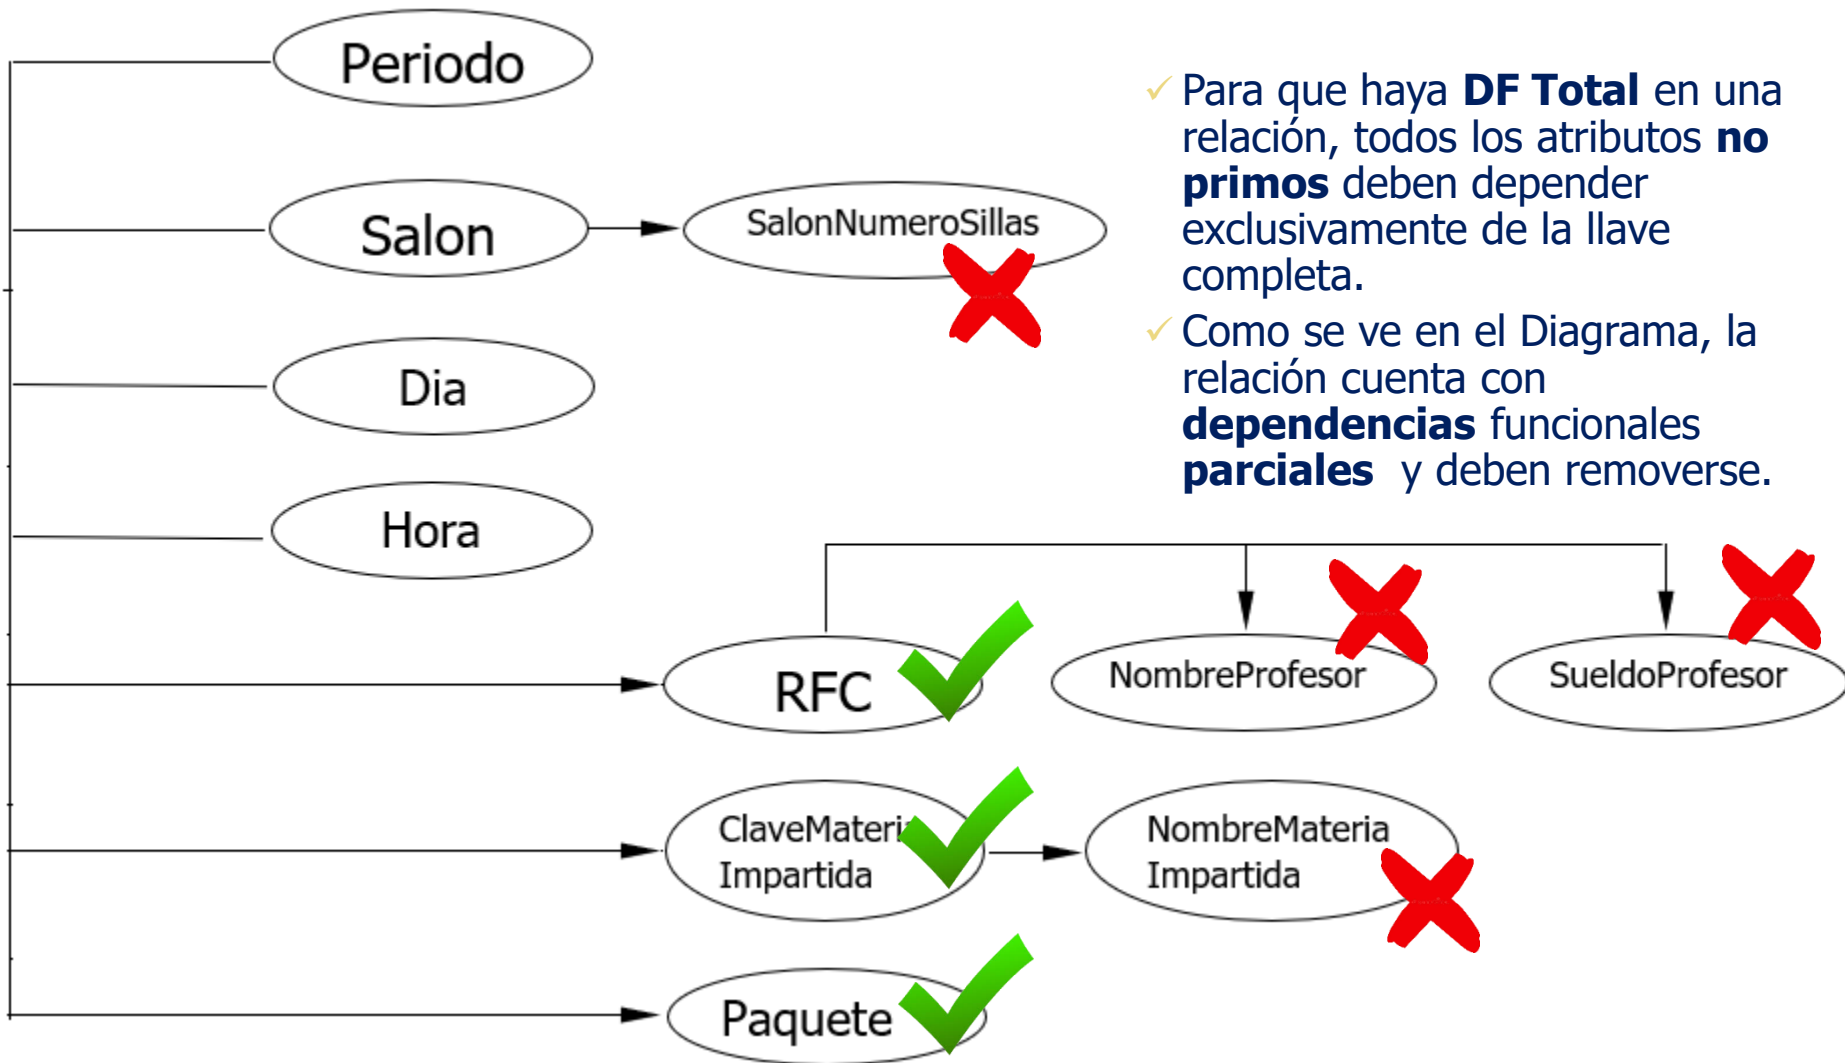 Periodo
Salon
SalonNumeroSillas
Dia
Hora
Para que haya DF Total en una
relación, todos los atributos no
primos deben depender
exclusivamente de la llave
completa.
Como se ve en el Diagrama, la
relación cuenta con
dependencias funcionales
parciales y deben removerse.
RFC
NombreProfesor
SueldoProfesor
ClaveMateria
Impartida
NombreMateria
Impartida
Paquete